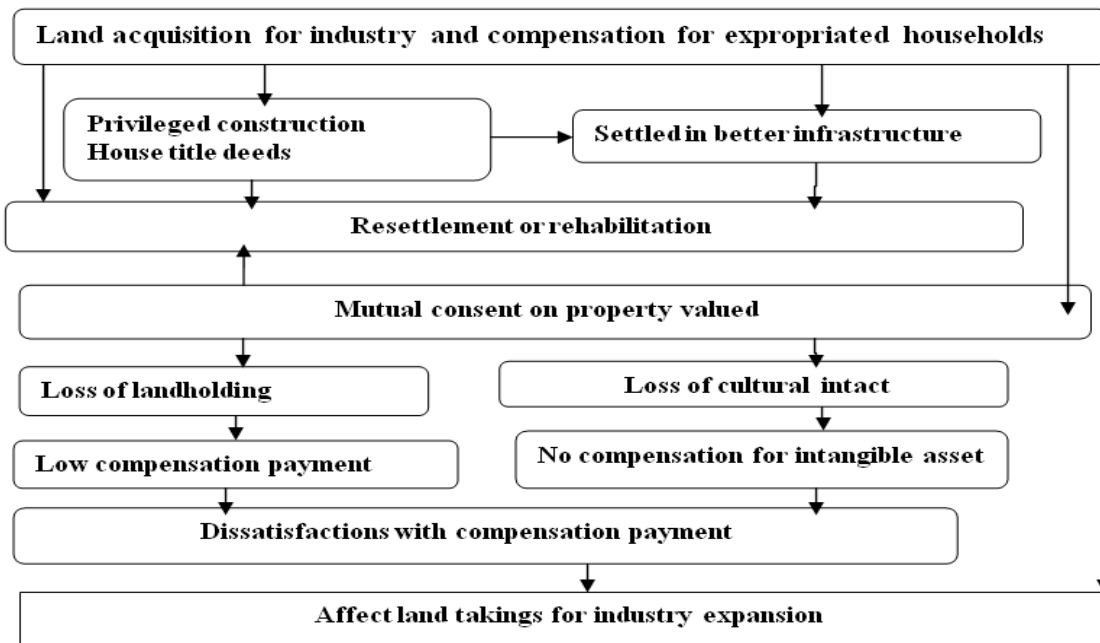 Land acquisition for industry and compensation for expropriated households
Privileged construction
House title deeds
Settled in better infrastructure
Resettlement or rehabilitation
Mutual consent on property valued
Loss of landholding
Loss of cultural intact
Low compensation payment
No compensation for intangible asset
Dissatisfactions with compensation payment
Affect land takings for industry expansion